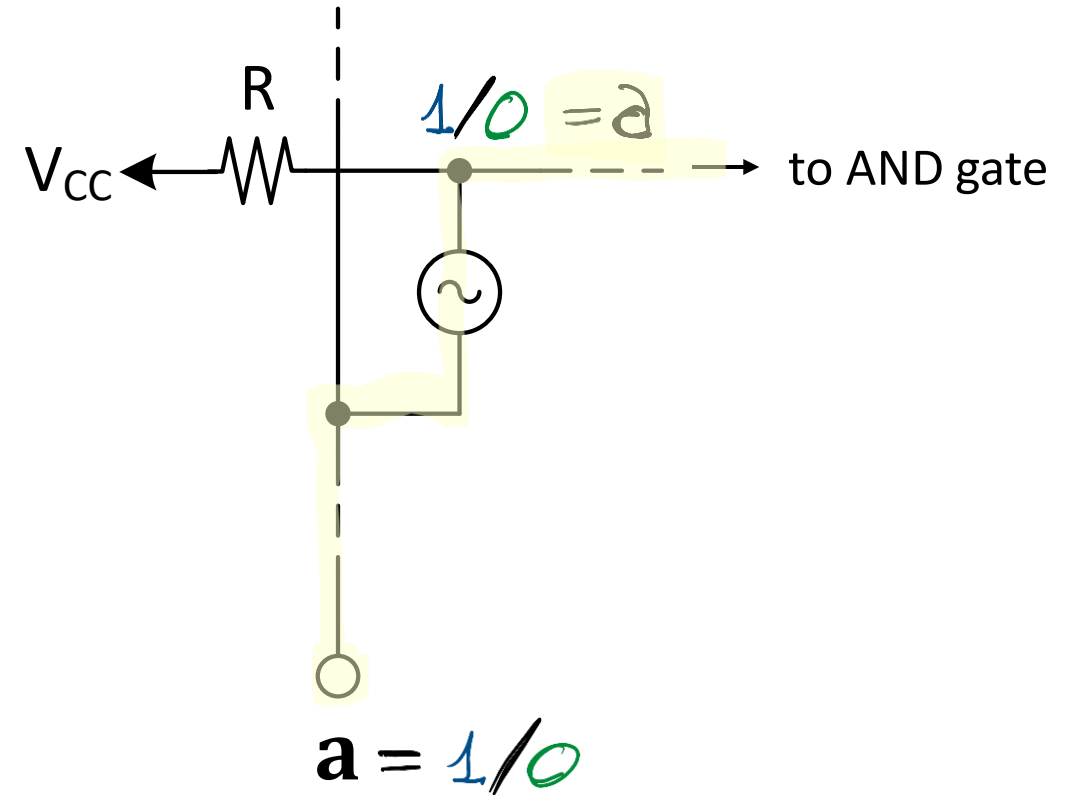 R
1/0 = a
V_CC
to AND gate
a = 1/0